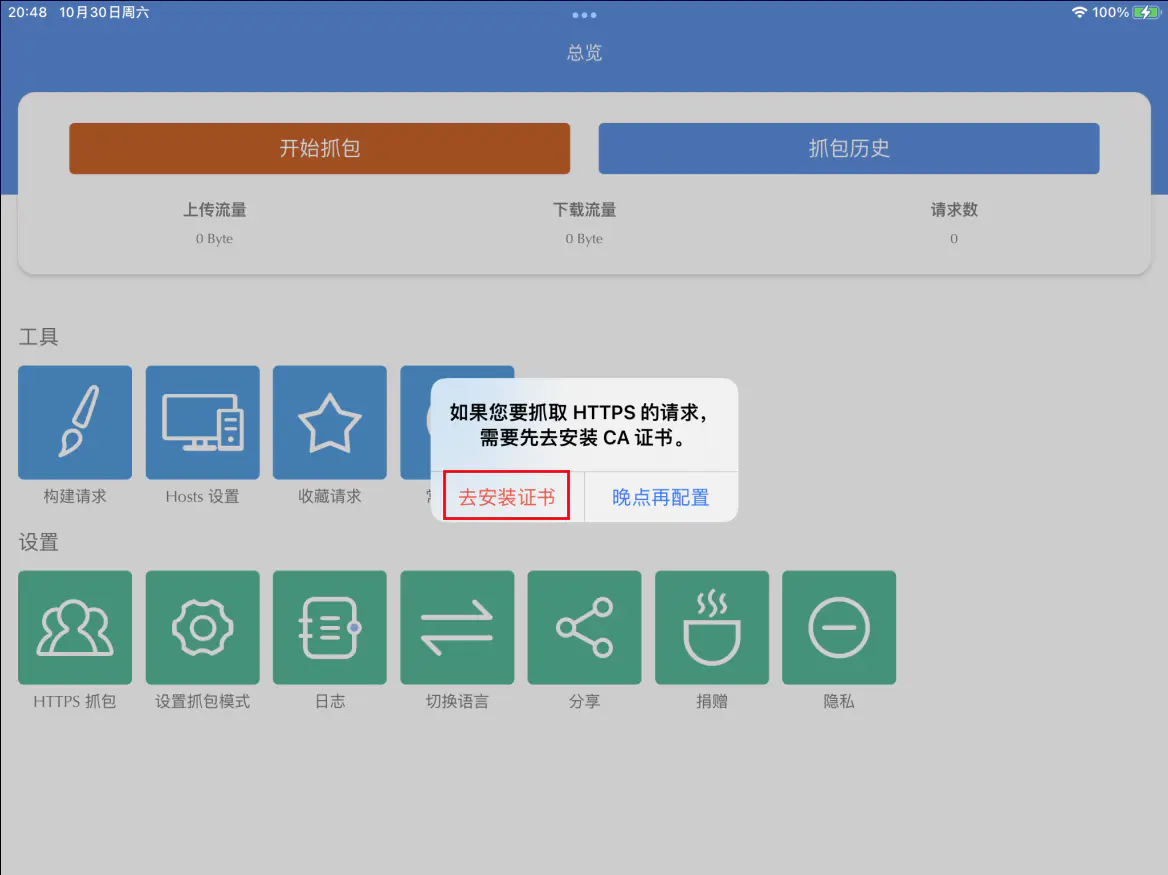 20:48 10月30日周六
100%
总览
开始抓包
抓包历史
上传流量
下载流量
请求数
0 Byte
0 Byte
0
工具
如果您要抓取 HTTPS 的请求,
需要先去安装 CA 证书。
去安装证书
晚点再配置
构建请求
Hosts 设置
收藏请求
设置
HTTPS 抓包
设置抓包模式
日志
切换语言
分享
捐赠
隐私